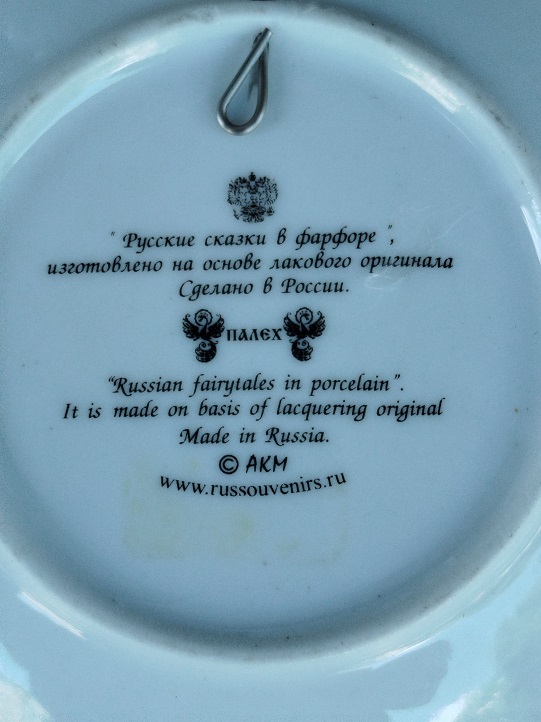 " Русские сказки в фарфоре ",
изготовлено на основе лакового оригинала
Сделано в России.
ПАЛЕХ
"Russian fairytales in porcelain".
It is made on basis of lacquering original
Made in Russia.
© АКМ
www.russouvenirs.ru